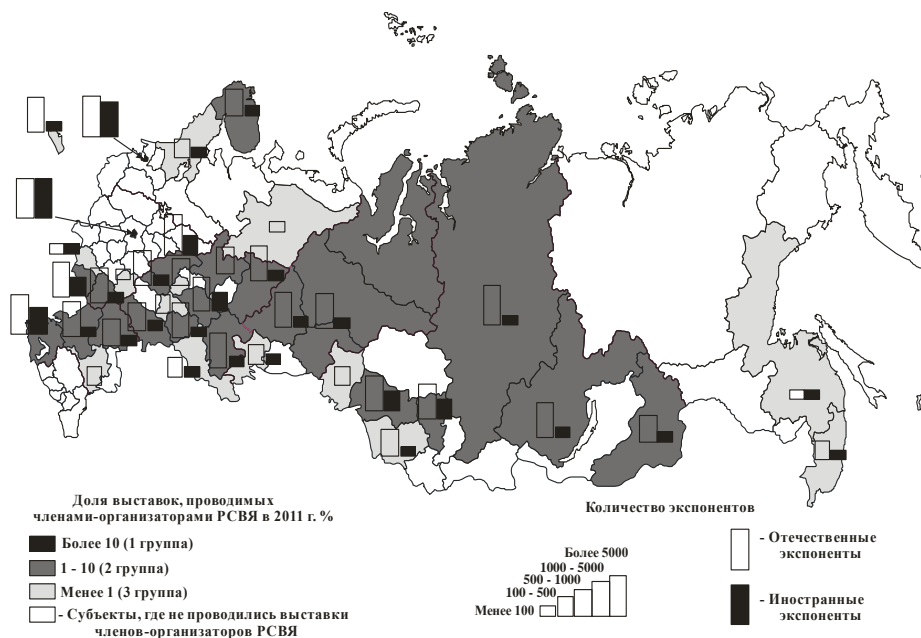 Доля выставок, проводимых
членами-организаторами РСВЯ в 2011 г. %
Более 10 (1 группа)
1 - 10 (2 группа)
Менее 1 (3 группа)
- Субъекты, где не проводились выставки
членов-организаторов РСВЯ
Количество экспонентов
Более 5000
1000 - 5000
500 - 1000
100 - 500
Менее 100
- Отечественные
экспоненты
- Иностранные
экспоненты